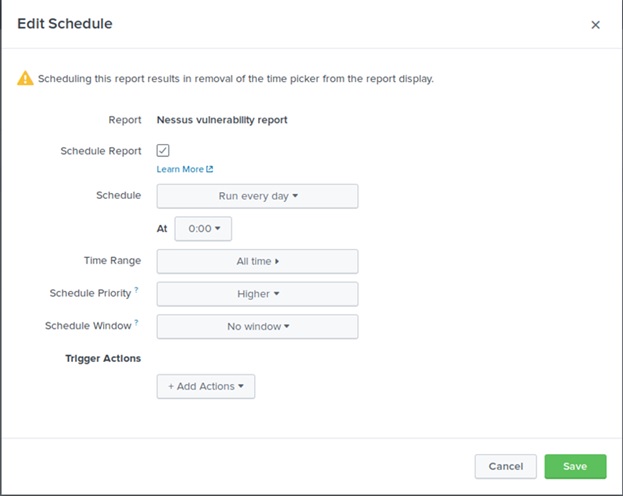 Edit Schedule
Scheduling this report results in removal of the time picker from the report display.
Report Nessus vulnerability report
Schedule Report
Learn More
Schedule Run every day
At 0:00
Time Range All time
Schedule Priority ? Higher
Schedule Window ? No window
Trigger Actions
+ Add Actions
Cancel Save